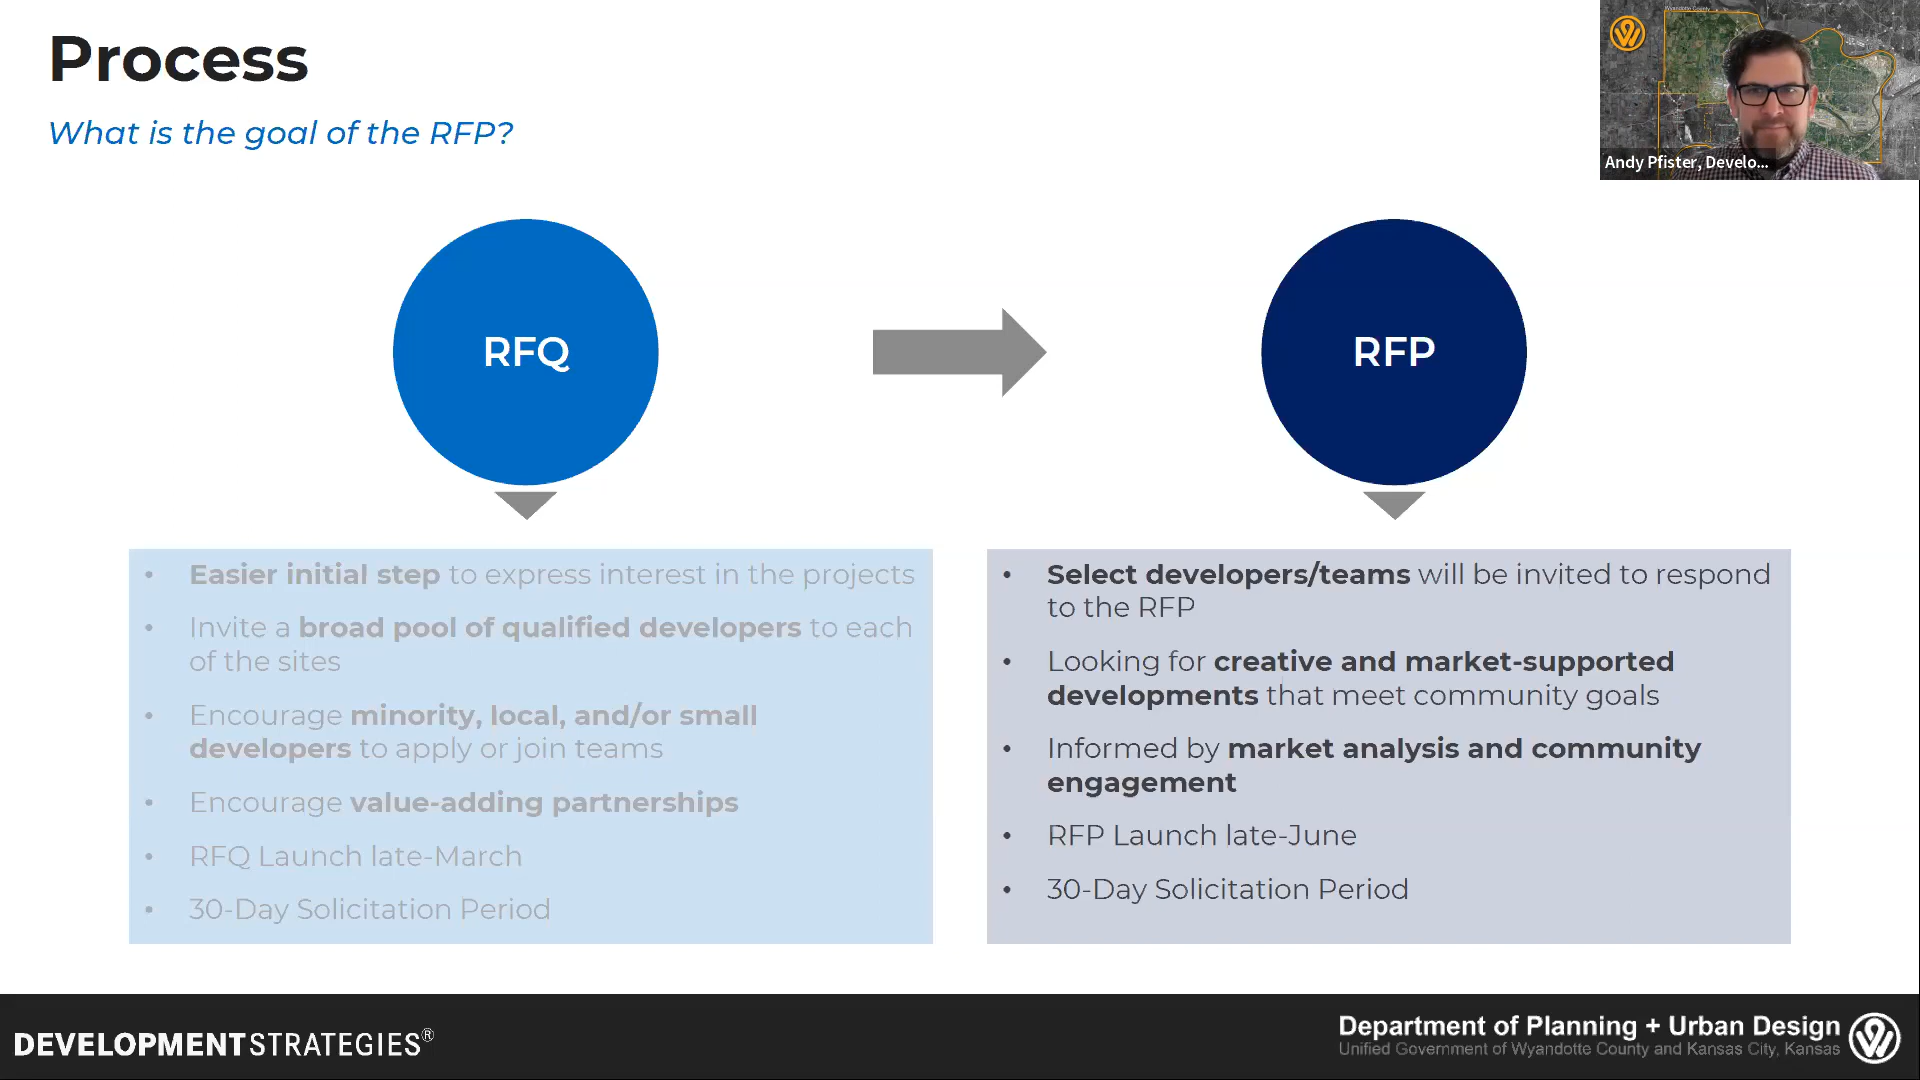 Process
What is the goal of the RFP?
Wyandotte County
Andy Pfister, Develo...
RFQ
RFP
• Easier initial step to express interest in the projects
• Invite a broad pool of qualified developers to each
of the sites
• Encourage minority, local, and/or small
developers to apply or join teams
• Encourage value-adding partnerships
• RFQ Launch late-March
• 30-Day Solicitation Period
• Select developers/teams will be invited to respond
to the RFP
• Looking for creative and market-supported
developments that meet community goals
• Informed by market analysis and community
engagement
• RFP Launch late-June
• 30-Day Solicitation Period
DEVELOPMENTSTRATEGIES®
Department of Planning + Urban Design
Unified Government of Wyandotte County and Kansas City, Kansas